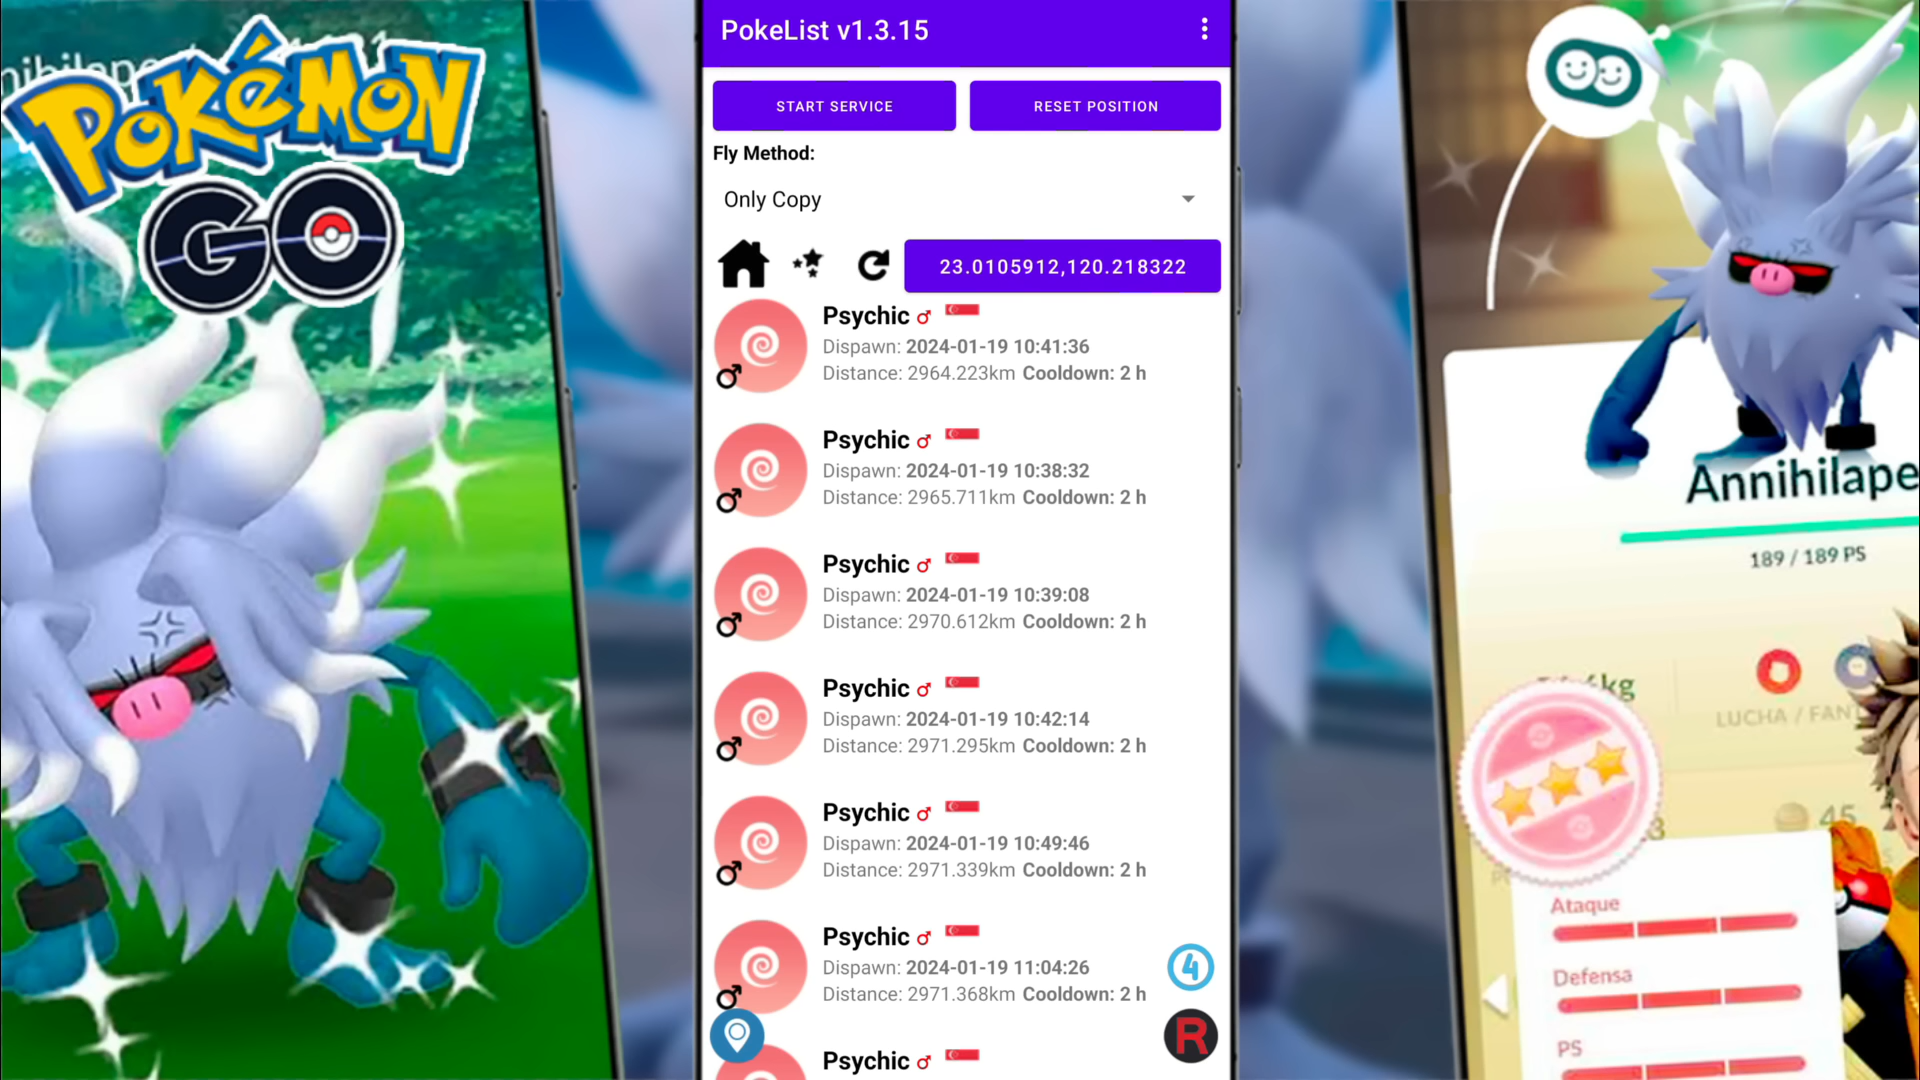 Pokémon
GO
PokeList v1.3.15
START SERVICE
RESET POSITION
Fly Method:
Only Copy
23.0105912,120.218322
Psychic
Dispawn: 2024-01-19 10:41:36
Distance: 2964.223km Cooldown: 2 h
Psychic
Dispawn: 2024-01-19 10:38:32
Distance: 2965.711km Cooldown: 2 h
Psychic
Dispawn: 2024-01-19 10:39:08
Distance: 2970.612km Cooldown: 2 h
Psychic
Dispawn: 2024-01-19 10:42:14
Distance: 2971.295km Cooldown: 2 h
Psychic
Dispawn: 2024-01-19 10:49:46
Distance: 2971.339km Cooldown: 2 h
Psychic
Dispawn: 2024-01-19 11:04:26
Distance: 2971.368km Cooldown: 2 h
4
R
Psychic
Annihilape
189 / 189 PS
kg
LUCHA / FANT
45
Ataque
Defensa
PS